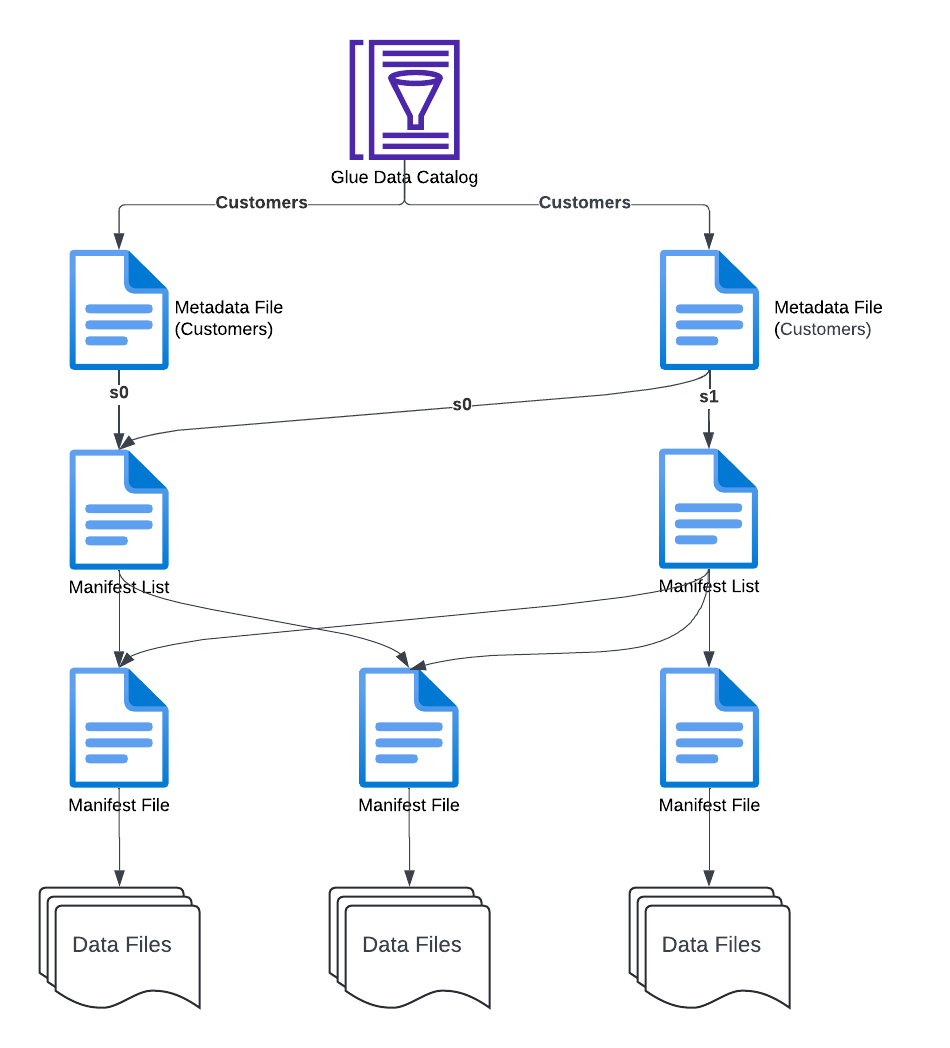 Glue Data Catalog
Customers
Customers
Metadata File
(Customers)
Metadata File
(Customers)
s0
s0
s1
Manifest List
Manifest List
Manifest File
Manifest File
Manifest File
Data Files
Data Files
Data Files